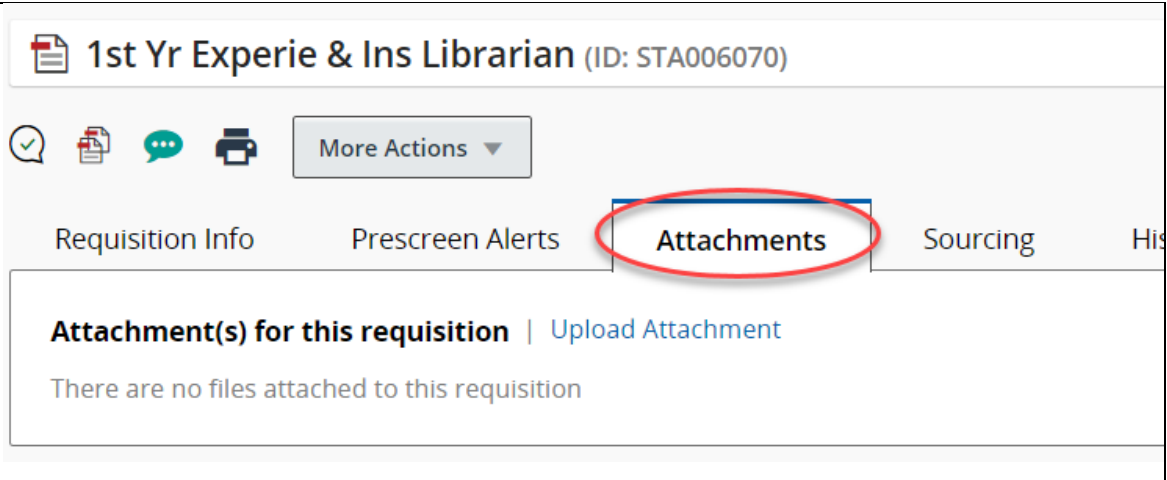 1st Yr Experie & Ins Librarian (ID: STA006070)
More Actions
Requisition Info Prescreen Alerts Attachments Sourcing His
Attachment(s) for this requisition | Upload Attachment
There are no files attached to this requisition